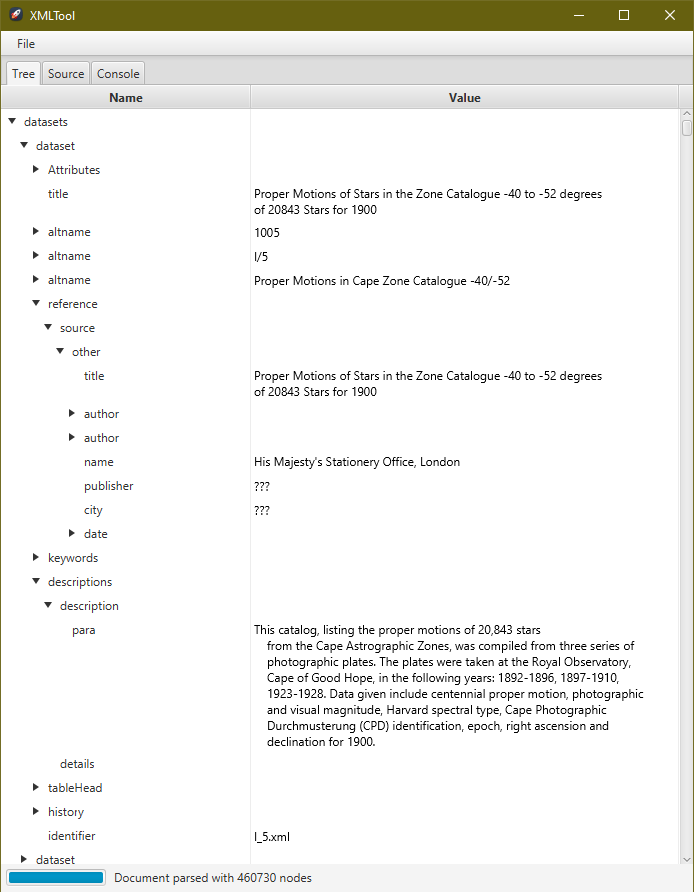 XMLTool
File
Tree Source Console
Name Value
datasets
dataset
Attributes
title Proper Motions of Stars in the Zone Catalogue -40 to -52 degrees
of 20843 Stars for 1900
altname 1005
altname I/5
altname Proper Motions in Cape Zone Catalogue -40/-52
reference
source
other
title Proper Motions of Stars in the Zone Catalogue -40 to -52 degrees
of 20843 Stars for 1900
author
author
name His Majesty's Stationery Office, London
publisher ???
city ???
date
keywords
descriptions
description
para This catalog, listing the proper motions of 20,843 stars
from the Cape Astrographic Zones, was compiled from three series of
photographic plates. The plates were taken at the Royal Observatory,
Cape of Good Hope, in the following years: 1892-1896, 1897-1910,
1923-1928. Data given include centennial proper motion, photographic
and visual magnitude, Harvard spectral type, Cape Photographic
Durchmusterung (CPD) identification, epoch, right ascension and
declination for 1900.
details
tableHead
history
identifier I_5.xml
dataset
Document parsed with 460730 nodes